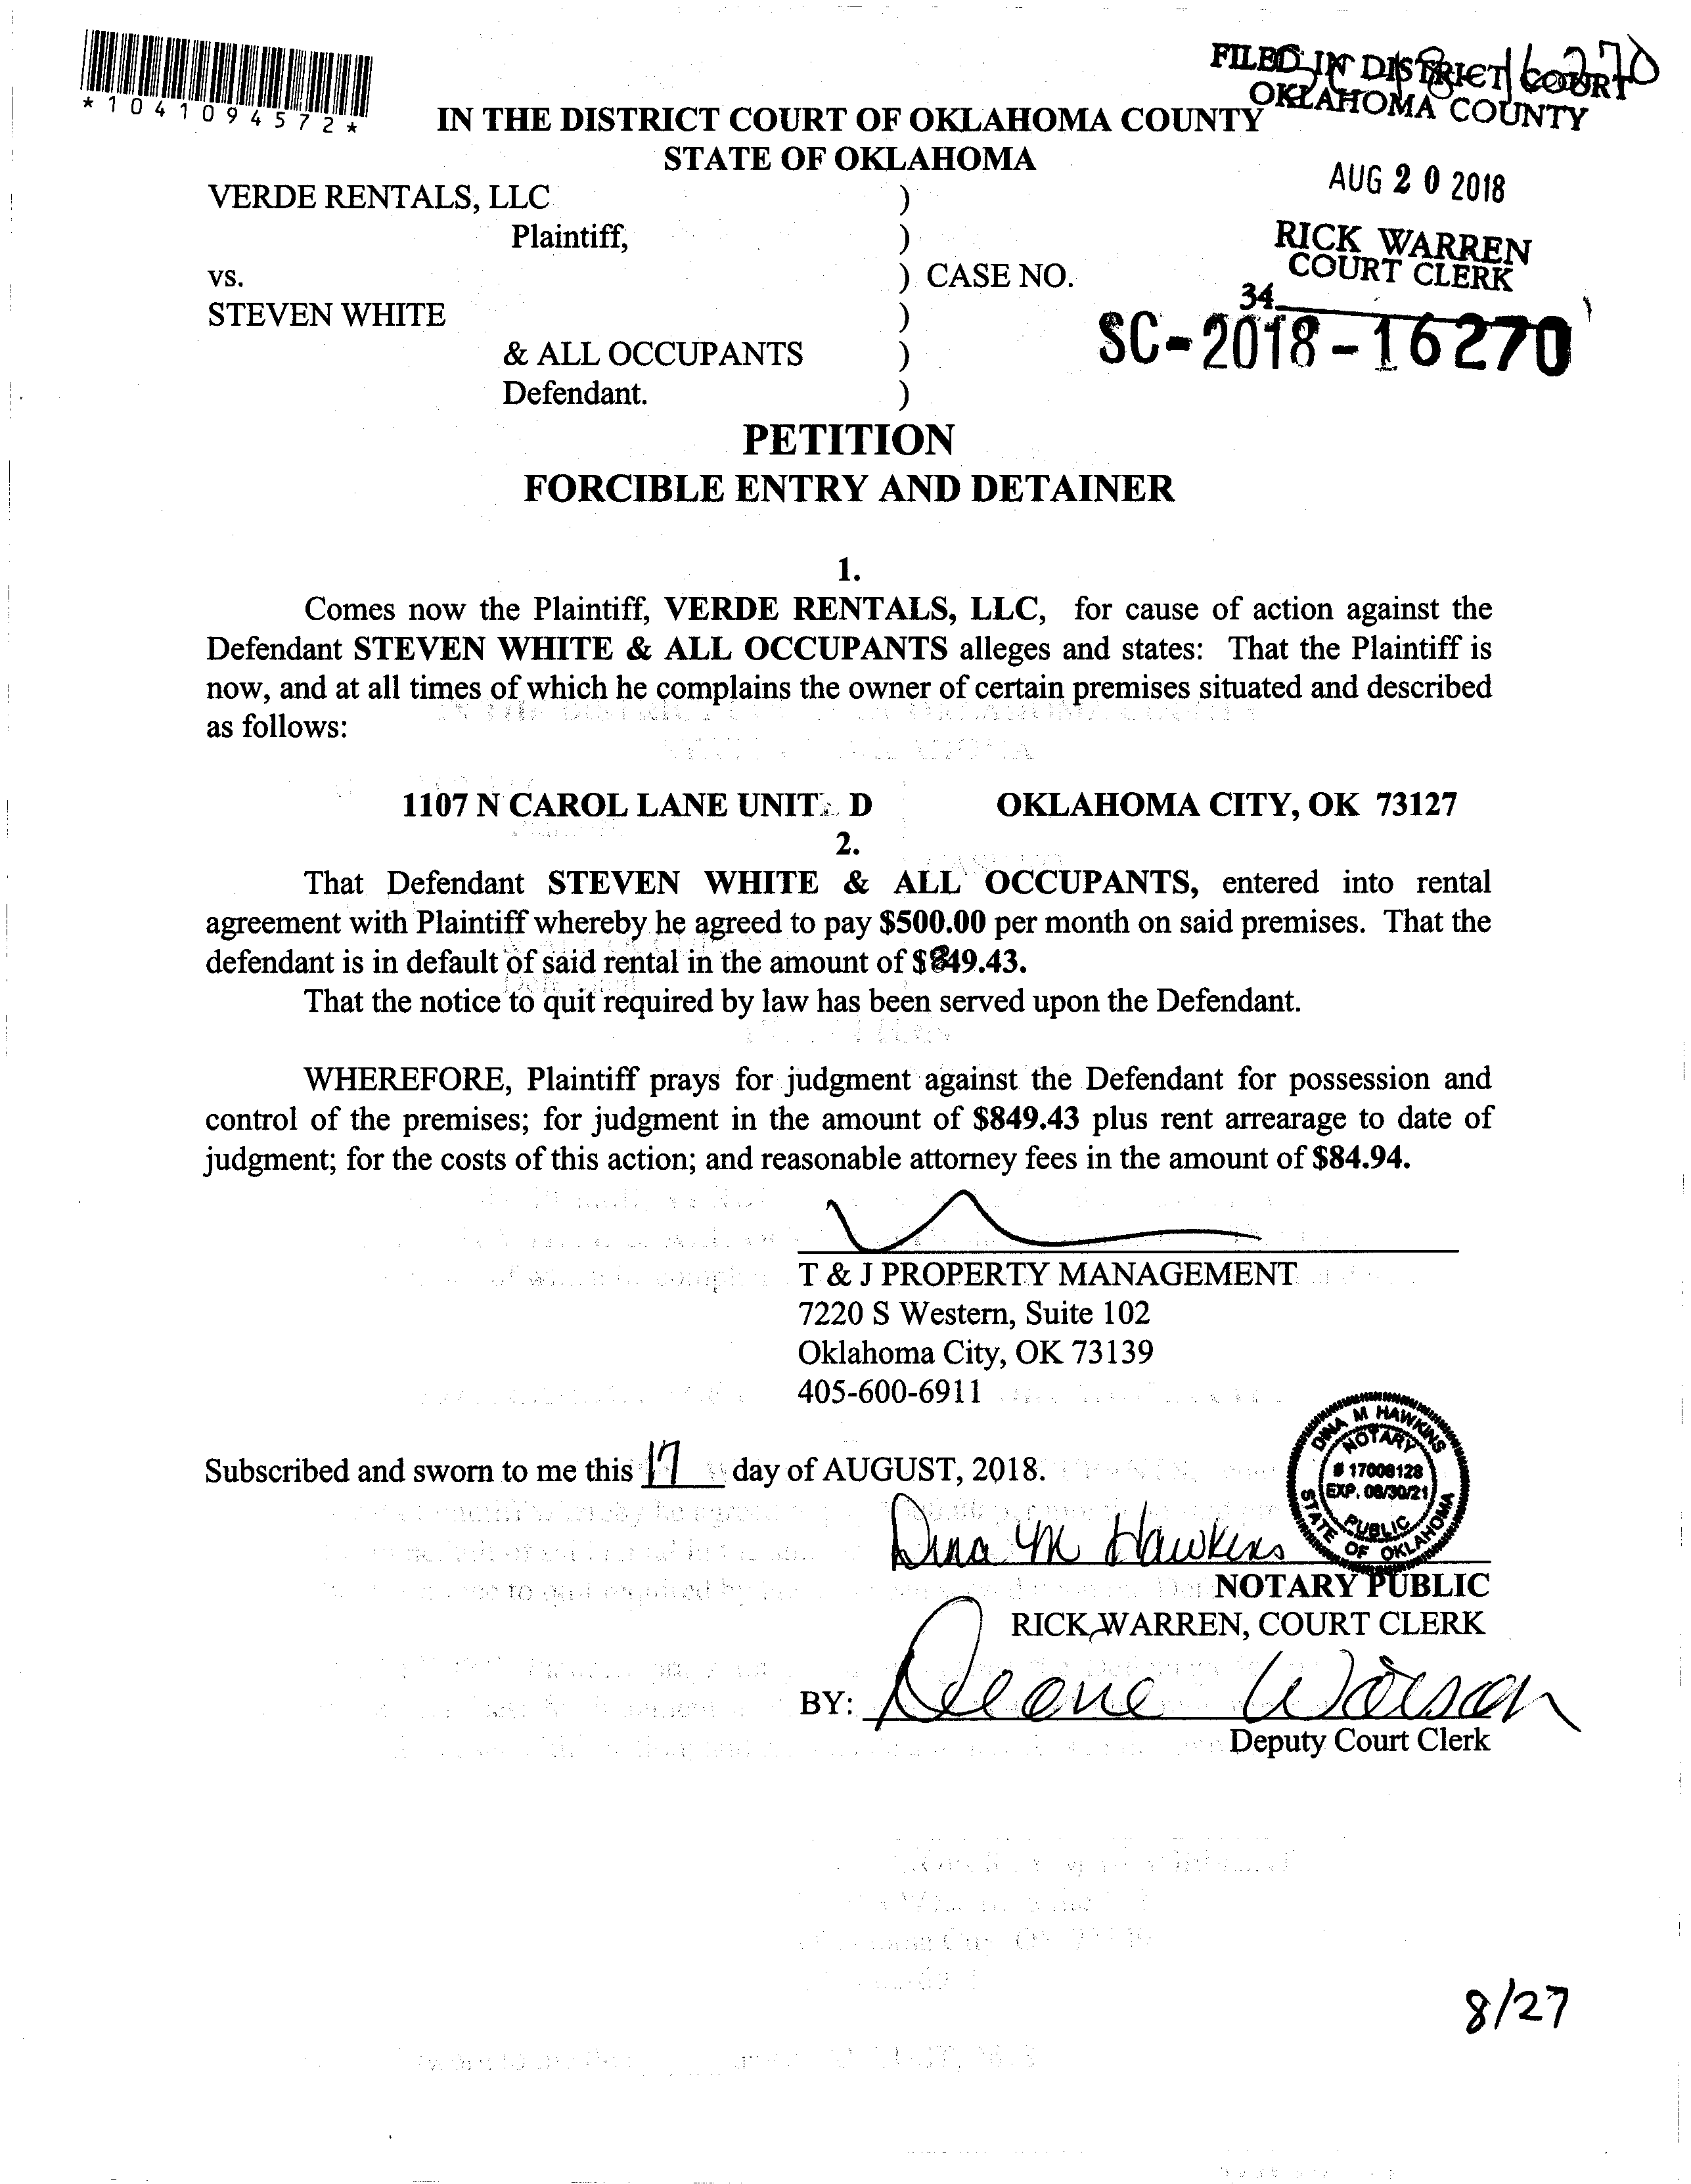 *1041094572*
FILED IN DISTRICT COURT
OKLAHOMA COUNTY
IN THE DISTRICT COURT OF OKLAHOMA COUNTY
STATE OF OKLAHOMA
AUG 20 2018
VERDE RENTALS, LLC )
Plaintiff, )
RICK WARREN
COURT CLERK
vs. ) CASE NO.
34
STEVEN WHITE )
SC-2018-16270
& ALL OCCUPANTS )
Defendant. )
PETITION
FORCIBLE ENTRY AND DETAINER
1.
Comes now the Plaintiff, VERDE RENTALS, LLC, for cause of action against the
Defendant STEVEN WHITE & ALL OCCUPANTS alleges and states: That the Plaintiff is
now, and at all times of which he complains the owner of certain premises situated and described
as follows:
1107 N CAROL LANE UNIT D OKLAHOMA CITY, OK 73127
2.
That Defendant STEVEN WHITE & ALL OCCUPANTS, entered into rental
agreement with Plaintiff whereby he agreed to pay $500.00 per month on said premises. That the
defendant is in default of said rental in the amount of $849.43.
That the notice to quit required by law has been served upon the Defendant.
WHEREFORE, Plaintiff prays for judgment against the Defendant for possession and
control of the premises; for judgment in the amount of $849.43 plus rent arrearage to date of
judgment; for the costs of this action; and reasonable attorney fees in the amount of $84.94.
T & J PROPERTY MANAGEMENT
7220 S Western, Suite 102
Oklahoma City, OK 73139
405-600-6911
DINA M HAWKINS
NOTARY
# 17008128
EXP. 08/30/21
PUBLIC
STATE OF OKLAHOMA
Subscribed and sworn to me this 17 day of AUGUST, 2018.
Dina M Hawkins
NOTARY PUBLIC
RICK WARREN, COURT CLERK
BY:
Deputy Court Clerk
8/27